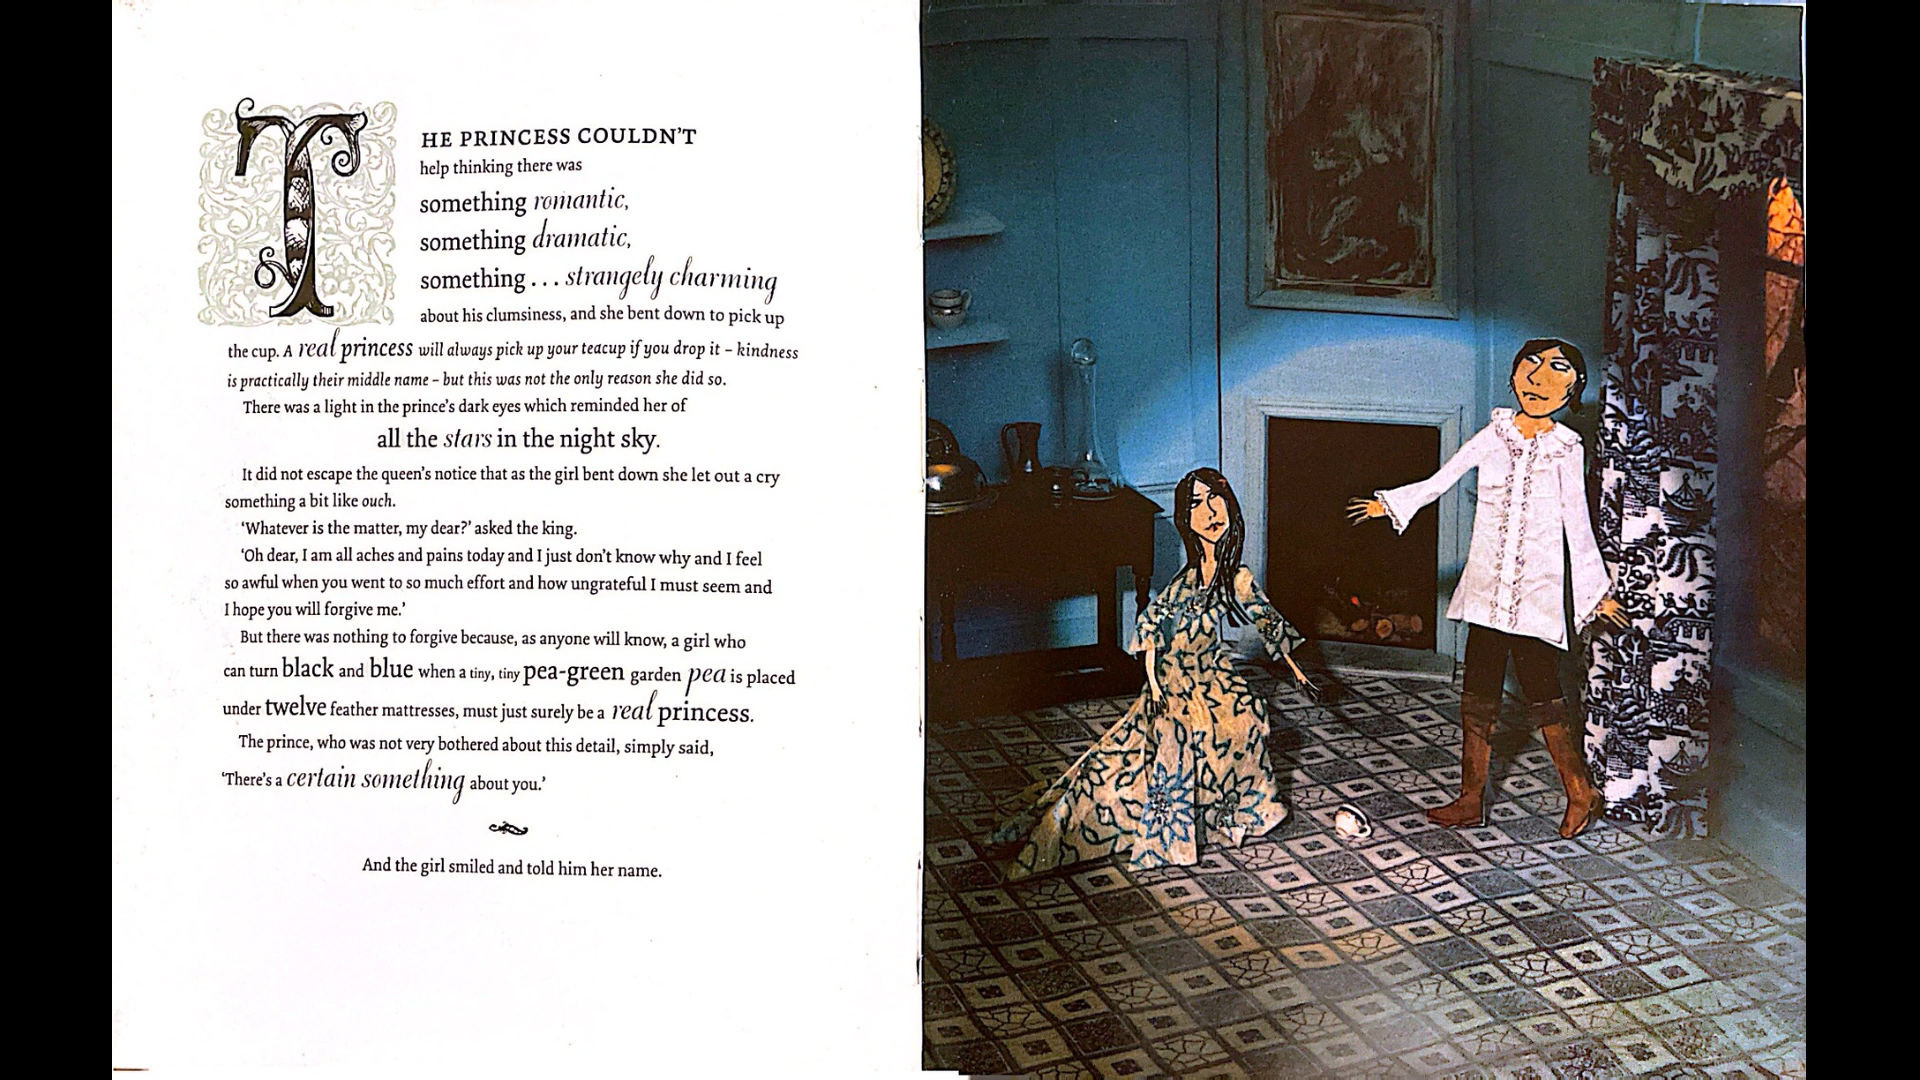 THE PRINCESS COULDN'T
help thinking there was
something romantic,
something dramatic,
something . . . strangely charming
about his clumsiness, and she bent down to pick up
the cup. A real princess will always pick up your teacup if you drop it – kindness
is practically their middle name – but this was not the only reason she did so.
There was a light in the prince's dark eyes which reminded her of
all the stars in the night sky.
It did not escape the queen's notice that as the girl bent down she let out a cry
something a bit like ouch.
‘Whatever is the matter, my dear?’ asked the king.
‘Oh dear, I am all aches and pains today and I just don't know why and I feel
so awful when you went to so much effort and how ungrateful I must seem and
I hope you will forgive me.’
But there was nothing to forgive because, as anyone will know, a girl who
can turn black and blue when a tiny, tiny pea-green garden pea is placed
under twelve feather mattresses, must just surely be a real princess.
The prince, who was not very bothered about this detail, simply said,
‘There's a certain something about you.’
And the girl smiled and told him her name.